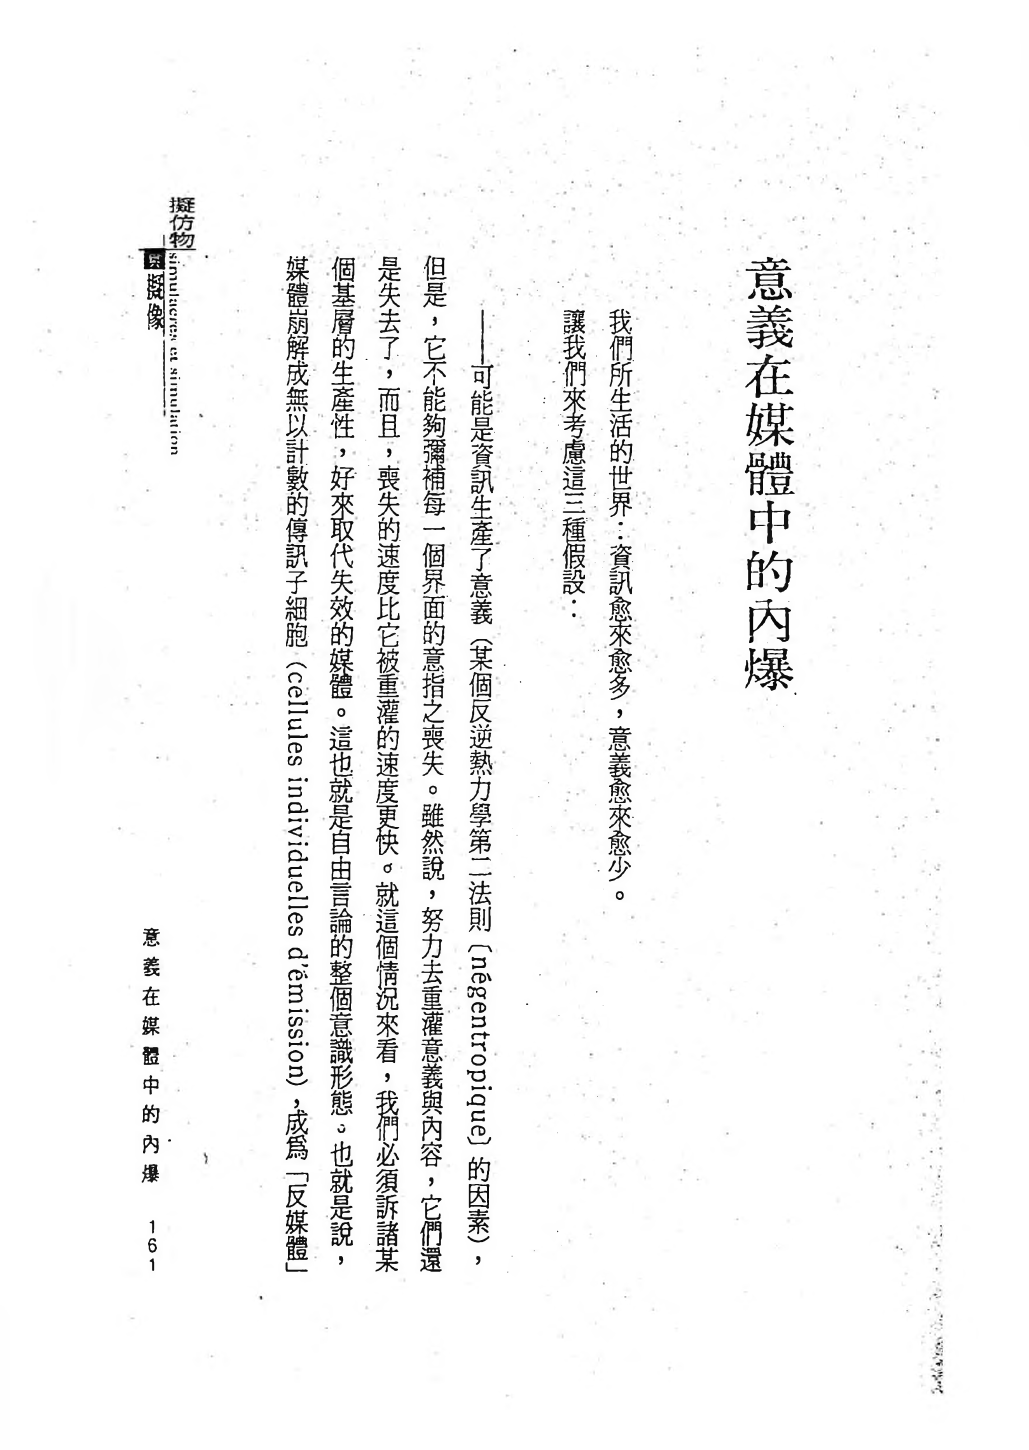 意義在媒體中的內爆
我們所生活的世界：資訊愈來愈多，意義愈來愈少。
讓我們來考慮這三種假設：
——可能是資訊生產了意義（某個反逆熱力學第二法則〔négentropique〕的因素），
但是，它不能夠彌補每一個界面的意指之喪失。雖然說，努力去重灌意義與內容，它們還
是失去了，而且，喪失的速度比它被重灌的速度更快。就這個情況來看，我們必須訴諸某
個基層的生產性，好來取代失效的媒體。這也就是自由言論的整個意識形態。也就是說，
媒體崩解成無以計數的傳訊子細胞（cellules individuelles d'émission），成為「反媒體」
擬仿物
simulacres et simulation
擬像
意義在媒體中的內爆 161